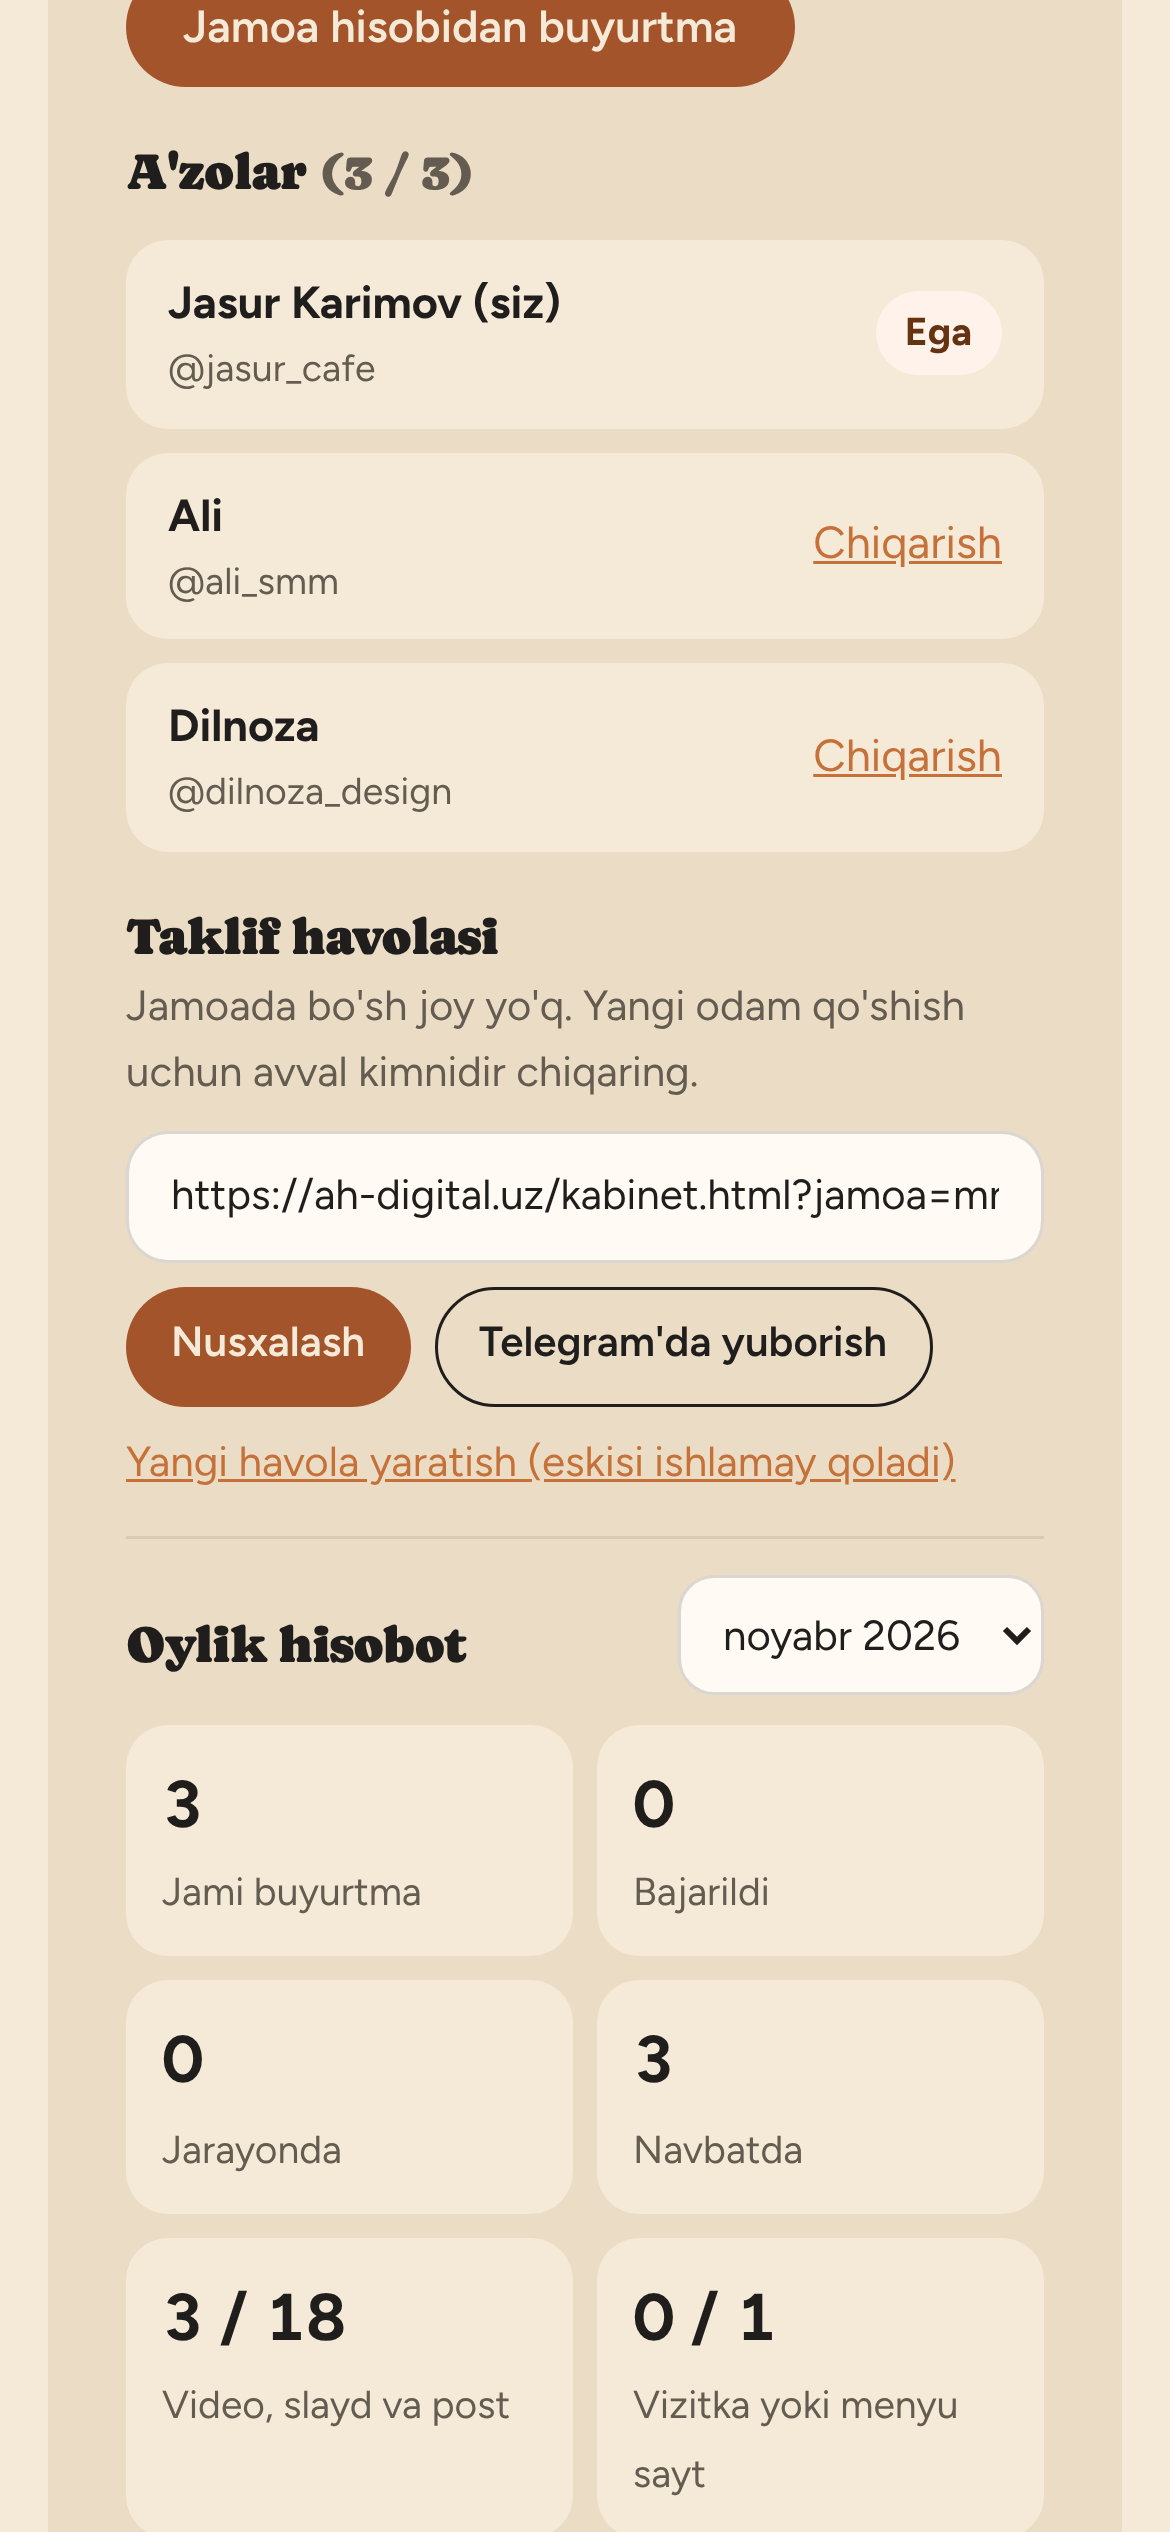 Jamoa hisobidan buyurtma
A'zolar (3 / 3)
Jasur Karimov (siz)
@jasur_cafe
Ega
Ali
@ali_smm
Chiqarish
Dilnoza
@dilnoza_design
Chiqarish
Taklif havolasi
Jamoada bo'sh joy yo'q. Yangi odam qo'shish
uchun avval kimnidir chiqaring.
https://ah-digital.uz/kabinet.html?jamoa=mr
Nusxalash
Telegram'da yuborish
Yangi havola yaratish (eskisi ishlamay qoladi)
Oylik hisobot
noyabr 2026
3
Jami buyurtma
0
Bajarildi
0
Jarayonda
3
Navbatda
3 / 18
Video, slayd va post
0 / 1
Vizitka yoki menyu
sayt